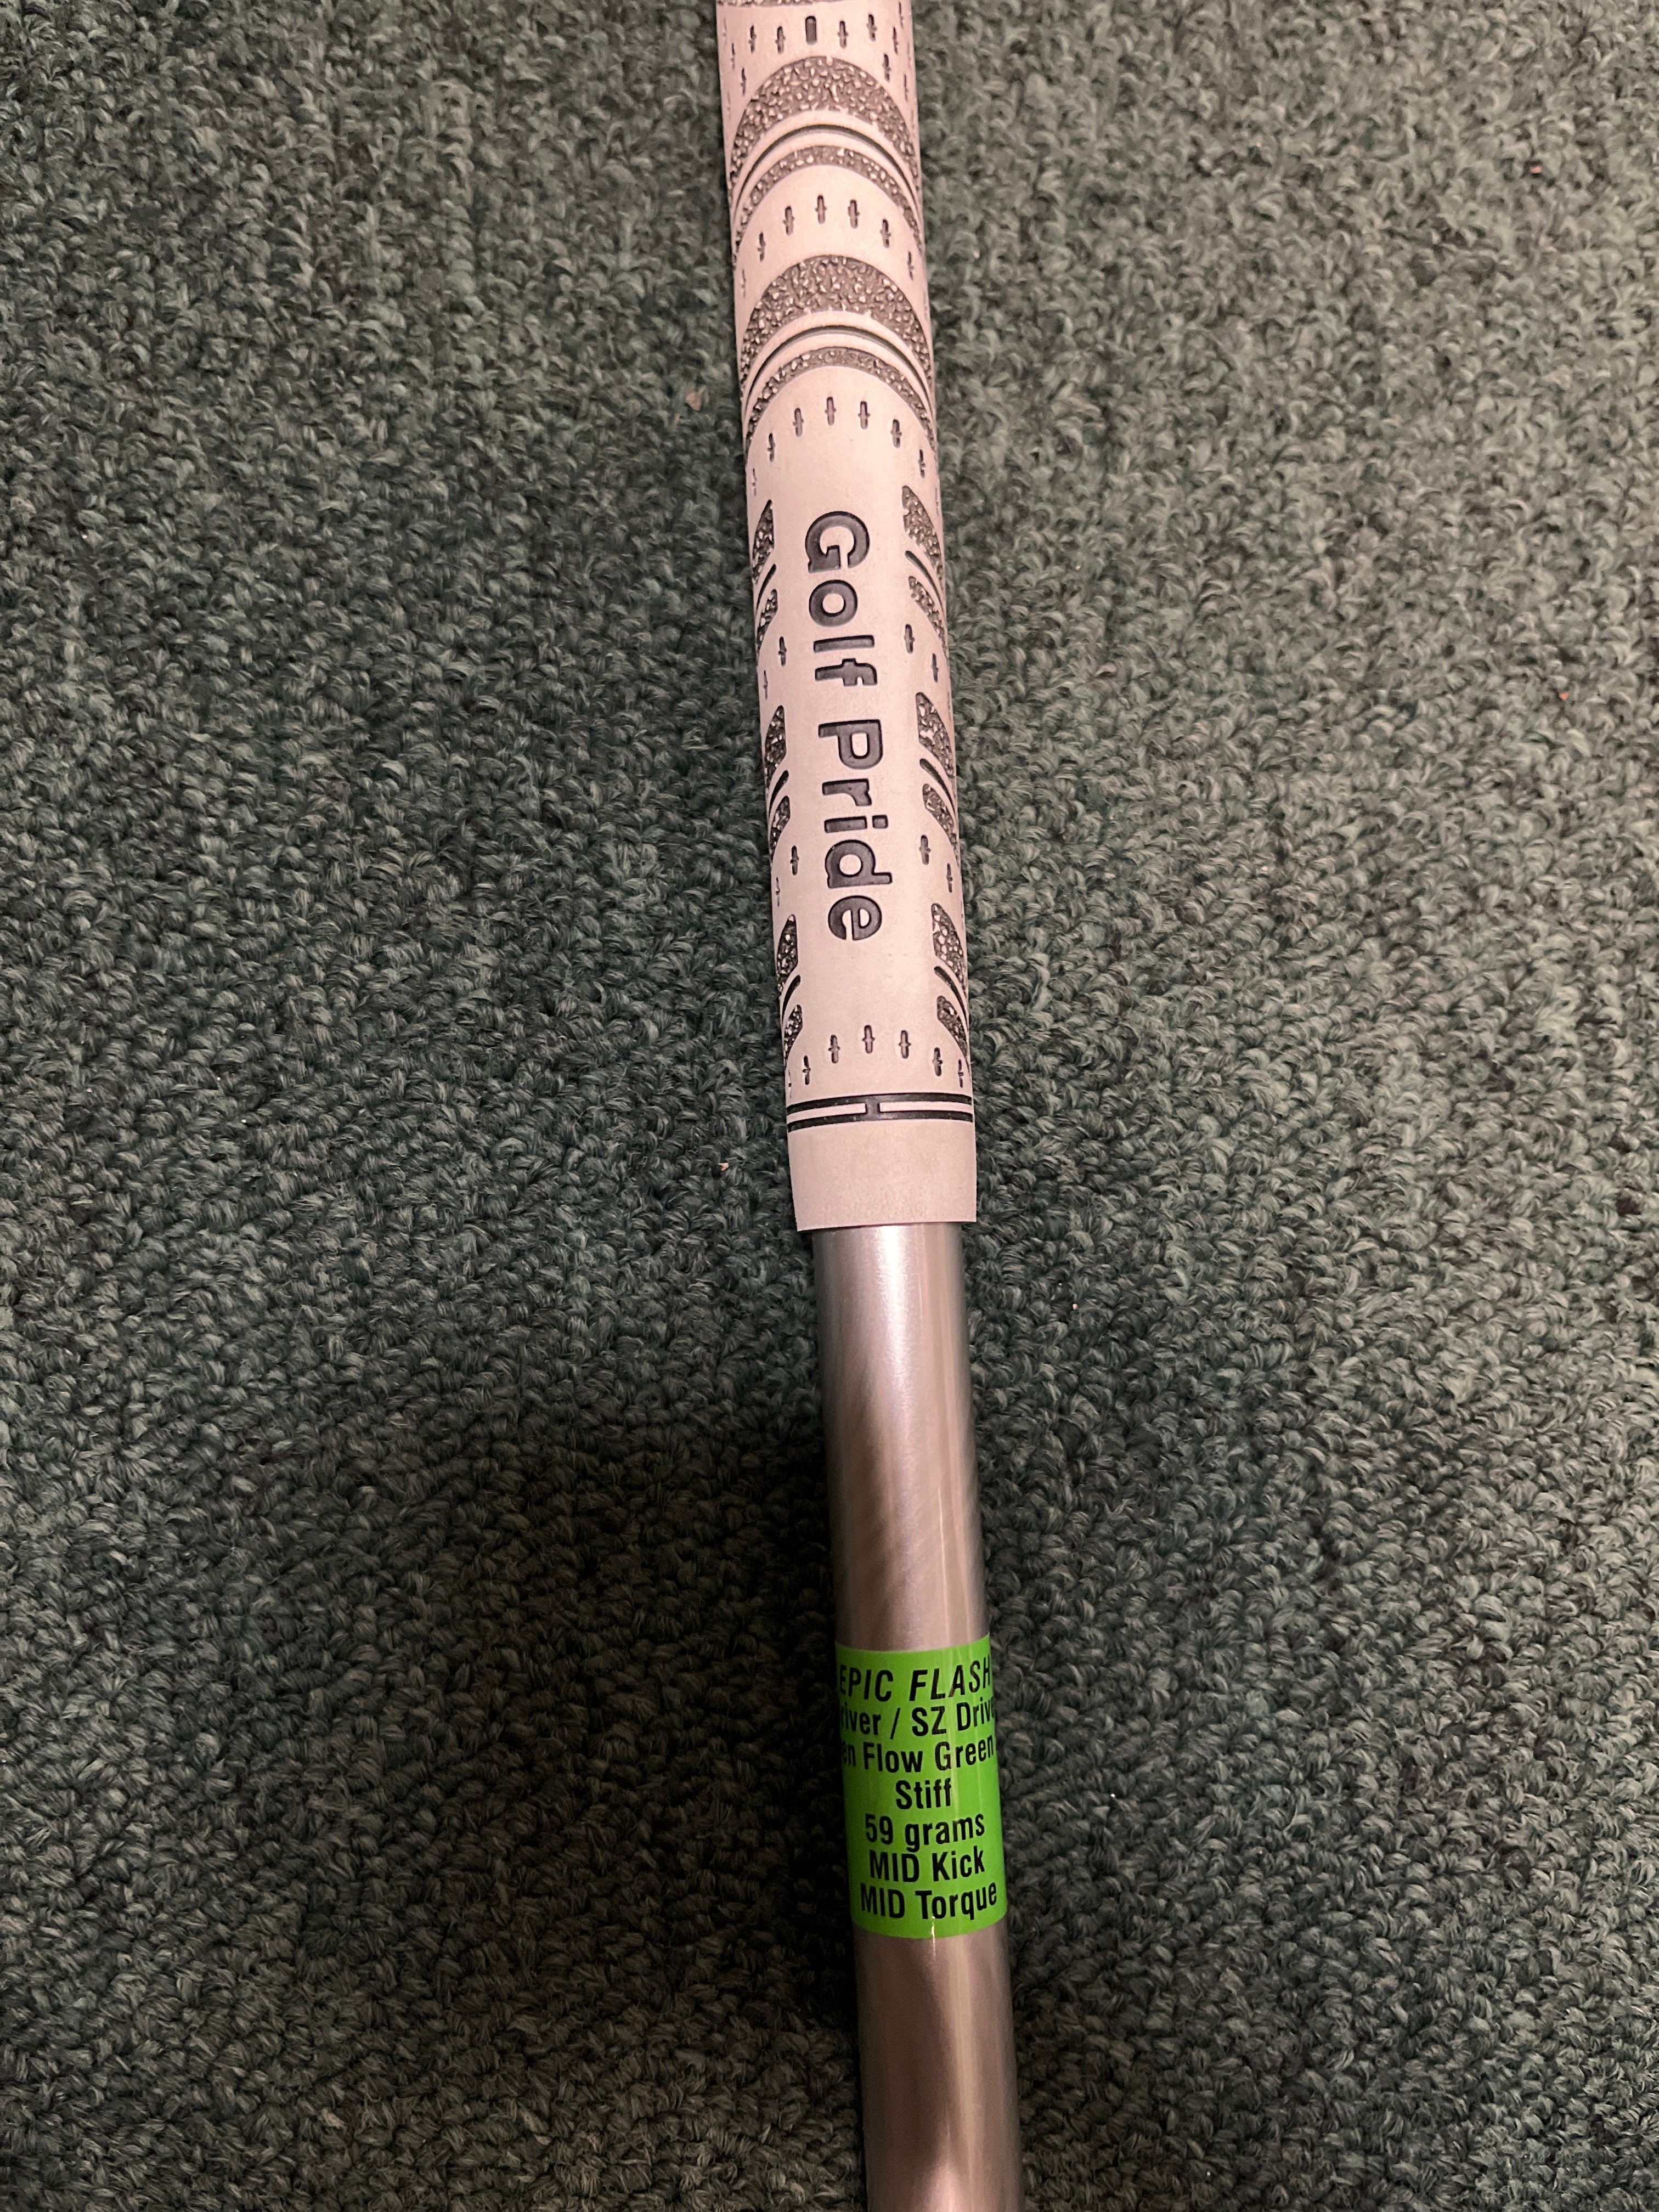 Golf Pride
EPIC FLASH
/ SZ
Flow Green
Stiff
59 grams
MID Kick
MID Torque